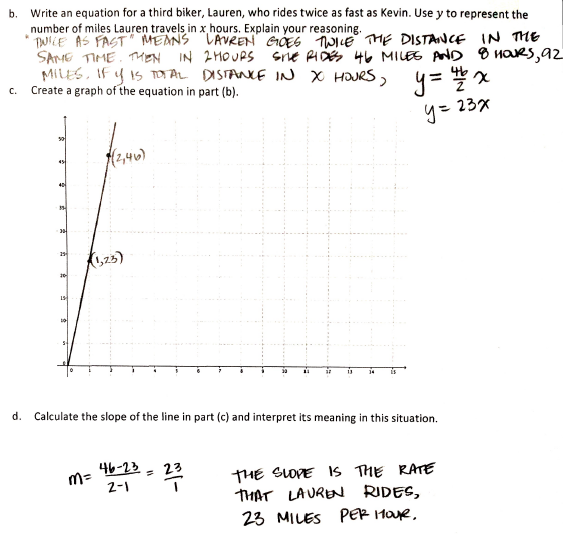 b. Write an equation for a third biker, Lauren, who rides twice as fast as Kevin. Use y to represent the
number of miles Lauren travels in x hours. Explain your reasoning.
"TWICE AS FAST" MEANS LAUREN GOES TWICE THE DISTANCE IN THE
SAME TIME. THEN IN 2 HOURS SHE RIDES 46 MILES AND 8 HOURS, 92
MILES. IF y IS TOTAL DISTANCE IN X HOURS, y = 46/2 x
y = 23x
c. Create a graph of the equation in part (b).
50
45
(2,46)
40
35
30
25
(1,23)
20
15
10
5
0
0 1 2 3 4 5 6 7 8 9 10 11 12 13 14 15
d. Calculate the slope of the line in part (c) and interpret its meaning in this situation.
m = 46-23/2-1 = 23/1
THE SLOPE IS THE RATE
THAT LAUREN RIDES,
23 MILES PER HOUR.